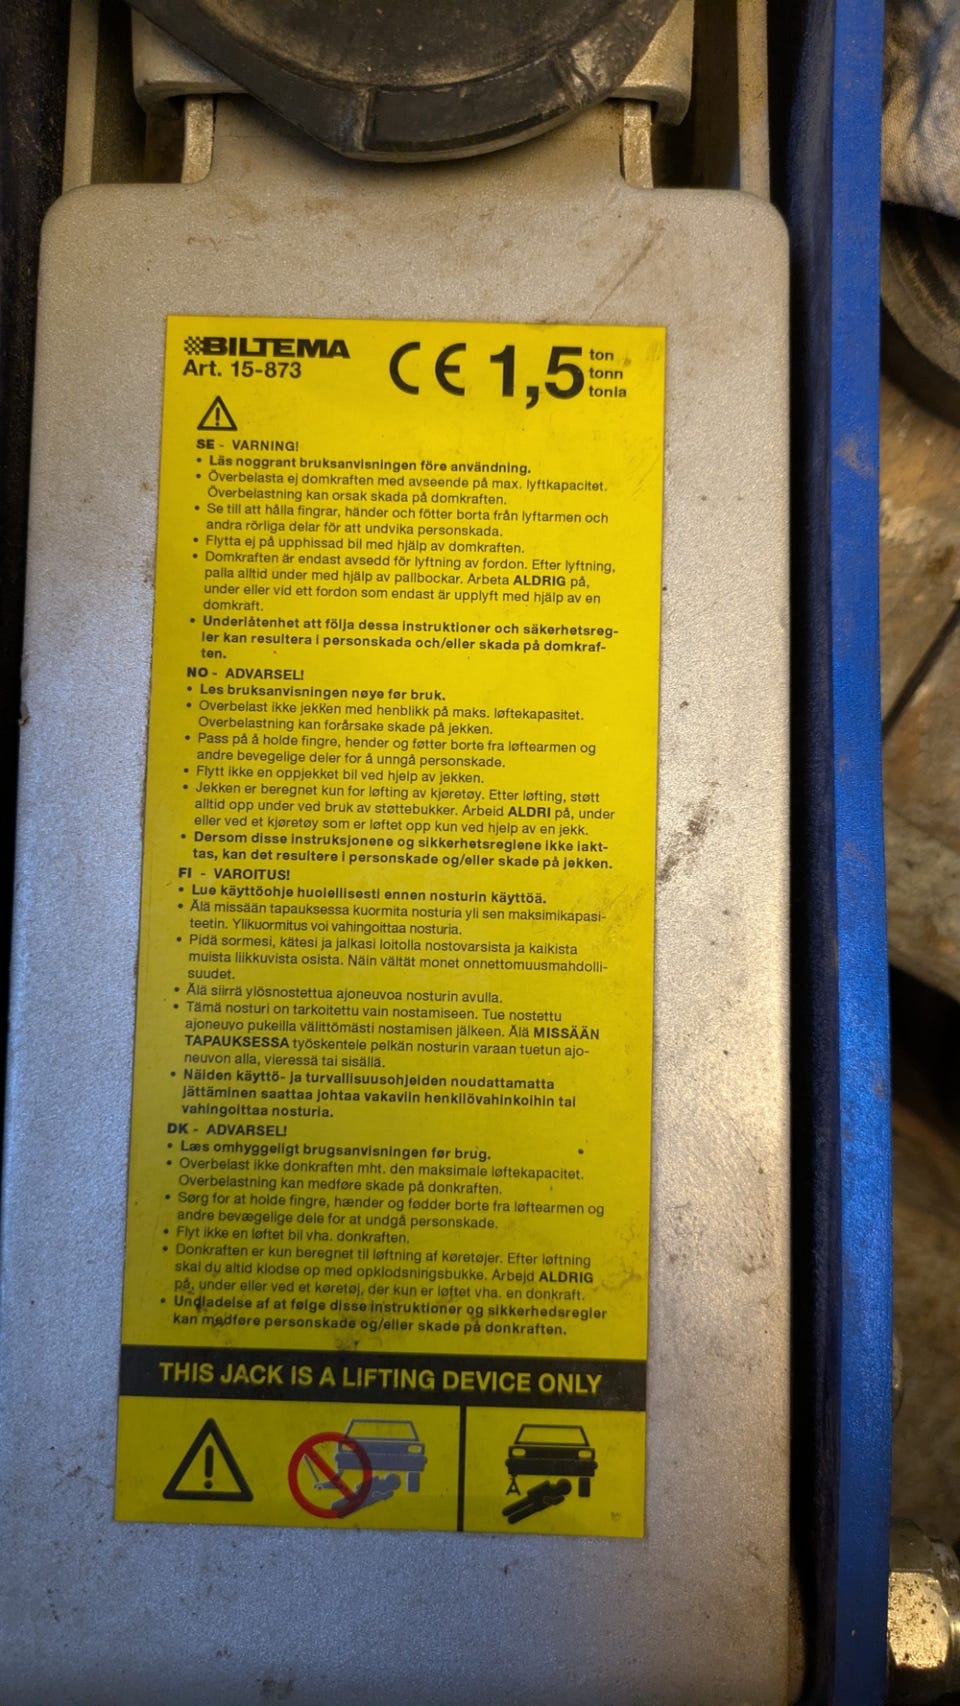 BILTEMA
Art. 15-873
CE 1,5 ton
tonn
tonia
SE - VARNING!
• Läs noggrant bruksanvisningen före användning.
• Överbelasta ej domkraften med avseende på max. lyftkapacitet.
Överbelastning kan orsak skada på domkraften.
• Se till att hålla fingrar, händer och fötter borta från lyftarmen och
andra rörliga delar för att undvika personskada.
• Flytta ej på upphissad bil med hjälp av domkraften.
• Domkraften är endast avsedd för lyftning av fordon. Efter lyftning,
palla alltid under med hjälp av pallbockar. Arbeta ALDRIG på,
under eller vid ett fordon som endast är upplyft med hjälp av en
domkraft.
• Underlåtenhet att följa dessa instruktioner och säkerhetsreg-
ler kan resultera i personskada och/eller skada på domkraf-
ten.
NO - ADVARSEL!
• Les bruksanvisningen nøye før bruk.
• Overbelast ikke jekken med henblikk på maks. løftekapasitet.
Overbelastning kan forårsake skade på jekken.
• Pass på å holde fingre, hender og føtter borte fra løftearmen og
andre bevegelige deler for å unngå personskade.
• Flytt ikke en oppjekket bil ved hjelp av jekken.
• Jekken er beregnet kun for løfting av kjøretøy. Etter løfting, støtt
alltid opp under ved bruk av støttebukker. Arbeid ALDRI på, under
eller ved et kjøretøy som er løftet opp kun ved hjelp av en jekk.
• Dersom disse instruksjonene og sikkerhetsreglene ikke iakt-
tas, kan det resultere i personskade og/eller skade på jekken.
FI - VAROITUS!
• Lue käyttöohje huolellisesti ennen nosturin käyttöä.
• Älä missään tapauksessa kuormita nosturia yli sen maksimikapasi-
teetin. Ylikuormitus voi vahingoittaa nosturia.
• Pidä sormesi, kätesi ja jalkasi loitolla nostovarsista ja kaikista
muista liikkuvista osista. Näin vältät monet onnettomuusmahdolli-
suudet.
• Älä siirrä ylösnostettua ajoneuvoa nosturin avulla.
• Tämä nosturi on tarkoitettu vain nostamiseen. Tue nostettu
ajoneuvo pukeilla välittömästi nostamisen jälkeen. Älä MISSÄÄN
TAPAUKSESSA työskentele pelkän nosturin varaan tuetun ajo-
neuvon alla, vieressä tai sisällä.
• Näiden käyttö- ja turvallisuusohjeiden noudattamatta
jättäminen saattaa johtaa vakaviin henkilövahinkoihin tai
vahingoittaa nosturia.
DK - ADVARSEL!
• Læs omhyggeligt brugsanvisningen før brug.
• Overbelast ikke donkraften mht. den maksimale løftekapacitet.
Overbelastning kan medføre skade på donkraften.
• Sørg for at holde fingre, hænder og fødder borte fra løftearmen og
andre bevægelige dele for at undgå personskade.
• Flyt ikke en løftet bil vha. donkraften.
• Donkraften er kun beregnet til løftning af køretøjer. Efter løftning
skal du altid klodse op med opklodsningsbukke. Arbejd ALDRIG
på, under eller ved et køretøj, der kun er løftet vha. en donkraft.
• Undladelse af at følge disse instruktioner og sikkerhedsregler
kan medføre personskade og/eller skade på donkraften.
THIS JACK IS A LIFTING DEVICE ONLY